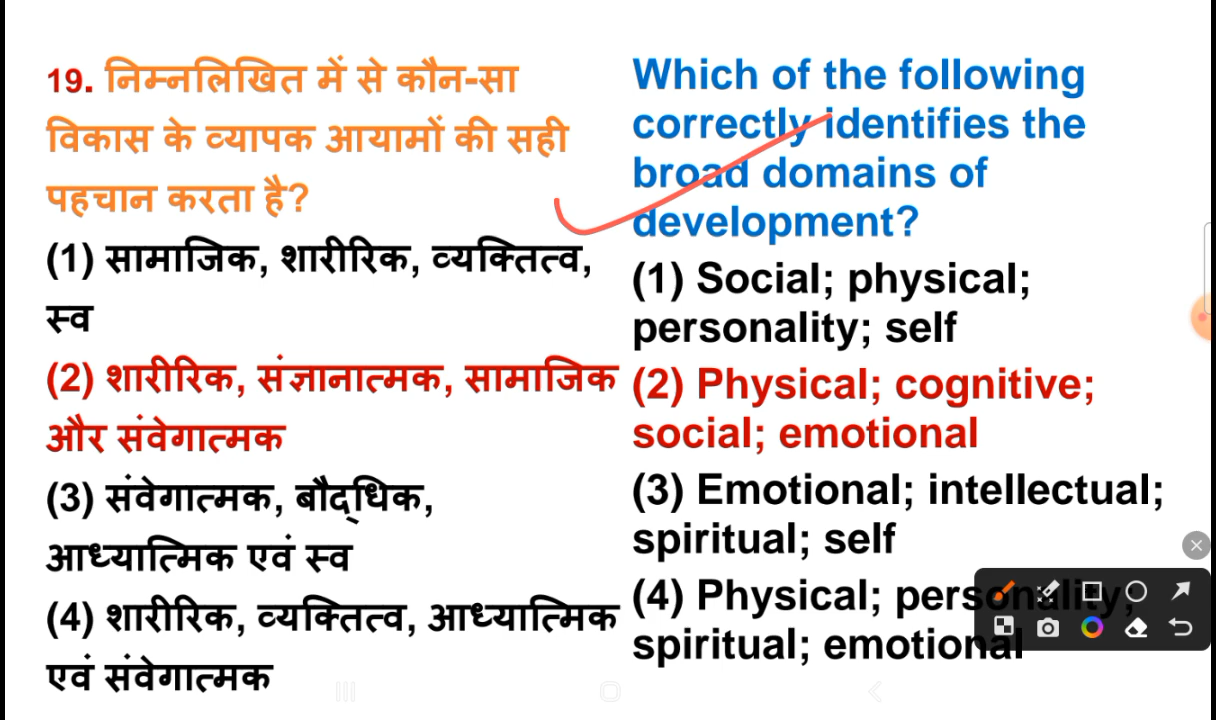 19. निम्नलिखित में से कौन-सा
विकास के व्यापक आयामों की सही
पहचान करता है?
(1) सामाजिक, शारीरिक, व्यक्तित्व,
स्व
(2) शारीरिक, संज्ञानात्मक, सामाजिक
और संवेगात्मक
(3) संवेगात्मक, बौद्धिक,
आध्यात्मिक एवं स्व
(4) शारीरिक, व्यक्तित्व, आध्यात्मिक
एवं संवेगात्मक
Which of the following
correctly identifies the
broad domains of
development?
(1) Social; physical;
personality; self
(2) Physical; cognitive;
social; emotional
(3) Emotional; intellectual;
spiritual; self
(4) Physical; personality;
spiritual; emotional